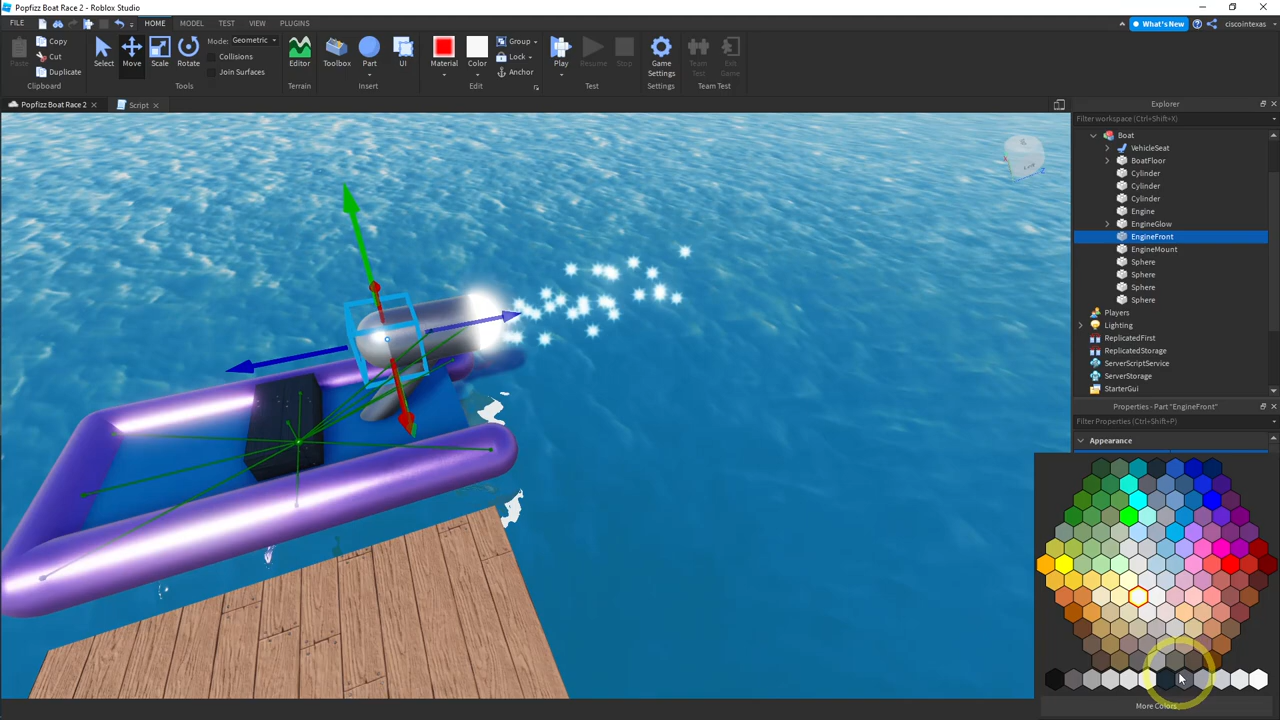 Popfizz Boat Race 2 - Roblox Studio
FILE HOME MODEL TEST VIEW PLUGINS What's New ciscointexas
Paste Copy Cut Duplicate Clipboard
Select Move Scale Rotate Mode: Geometric Collisions Join Surfaces Tools
Editor Terrain
Toolbox Part UI Insert
Material Color Group Lock Anchor Edit
Play Resume Stop Test
Game Settings Settings
Team Test Exit Game Team Test
Popfizz Boat Race 2 Script
Explorer
Filter workspace (Ctrl+Shift+X)
Boat
VehicleSeat
BoatFloor
Cylinder
Cylinder
Cylinder
Engine
EngineGlow
EngineFront
EngineMount
Sphere
Sphere
Sphere
Sphere
Players
Lighting
ReplicatedFirst
ReplicatedStorage
ServerScriptService
ServerStorage
StarterGui
Properties - Part "EngineFront"
Filter Properties (Ctrl+Shift+P)
Appearance
More Colors